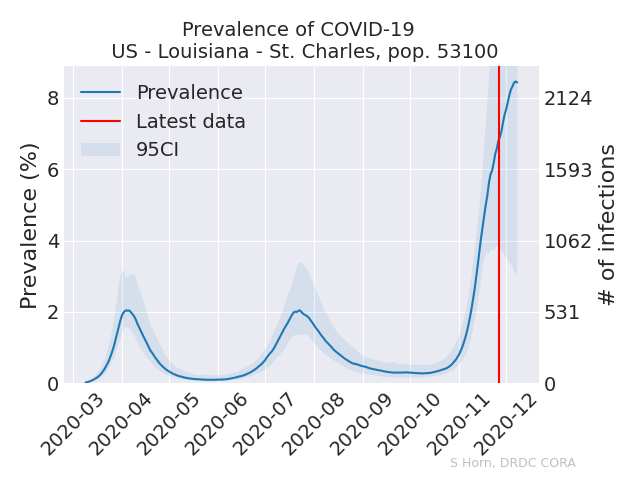 Prevalence of COVID-19
US - Louisiana - St. Charles, pop. 53100
Prevalence
Latest data
95CI
Prevalence (%)
8
6
4
2
0
2124
1593
1062
531
0
# of infections
2020-03
2020-04
2020-05
2020-06
2020-07
2020-08
2020-09
2020-10
2020-11
2020-12
S Horn, DRDC CORA